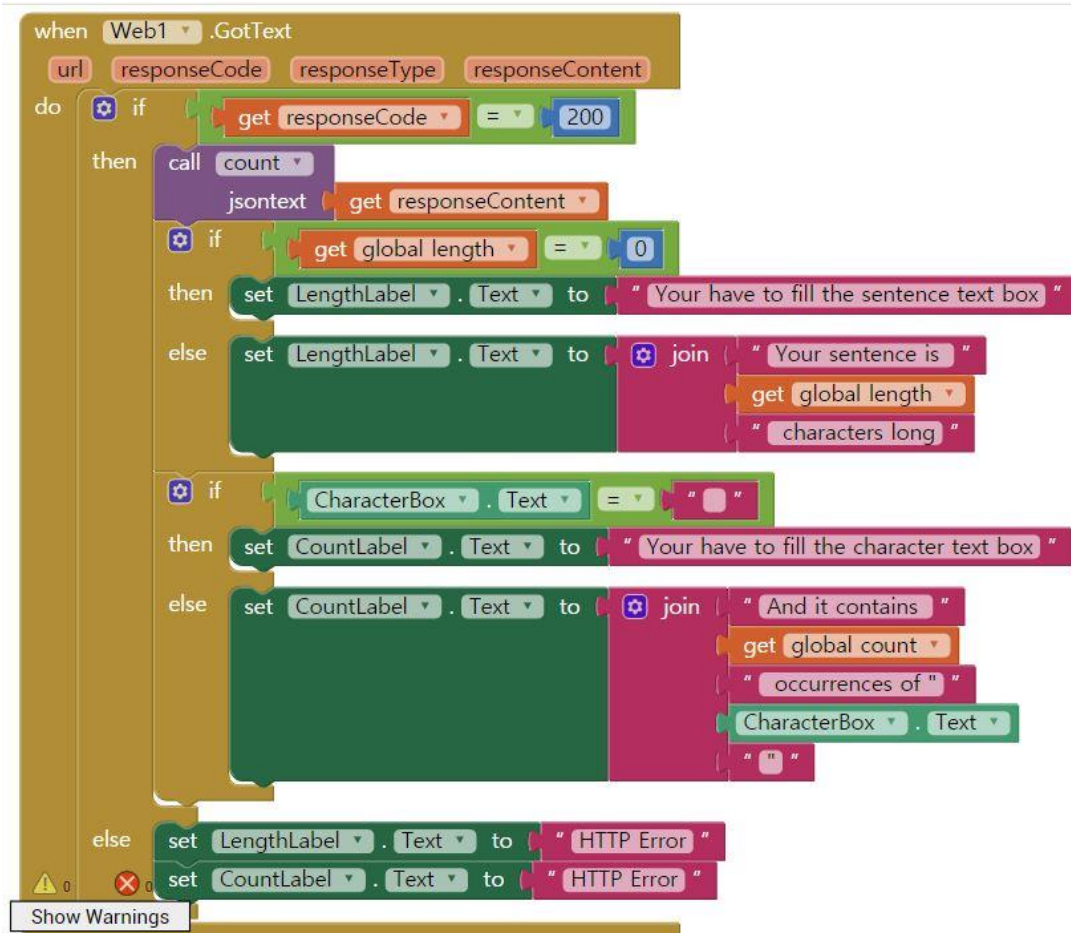 when Web1 .GotText
url responseCode responseType responseContent
do if get responseCode = 200
then call count
jsontext get responseContent
if get global length = 0
then set LengthLabel . Text to " Your have to fill the sentence text box "
else set LengthLabel . Text to join " Your sentence is "
get global length
" characters long "
if CharacterBox . Text = " "
then set CountLabel . Text to " Your have to fill the character text box "
else set CountLabel . Text to join " And it contains "
get global count
" occurrences of " "
CharacterBox . Text
" " "
else set LengthLabel . Text to " HTTP Error "
0 0 set CountLabel . Text to " HTTP Error "
Show Warnings